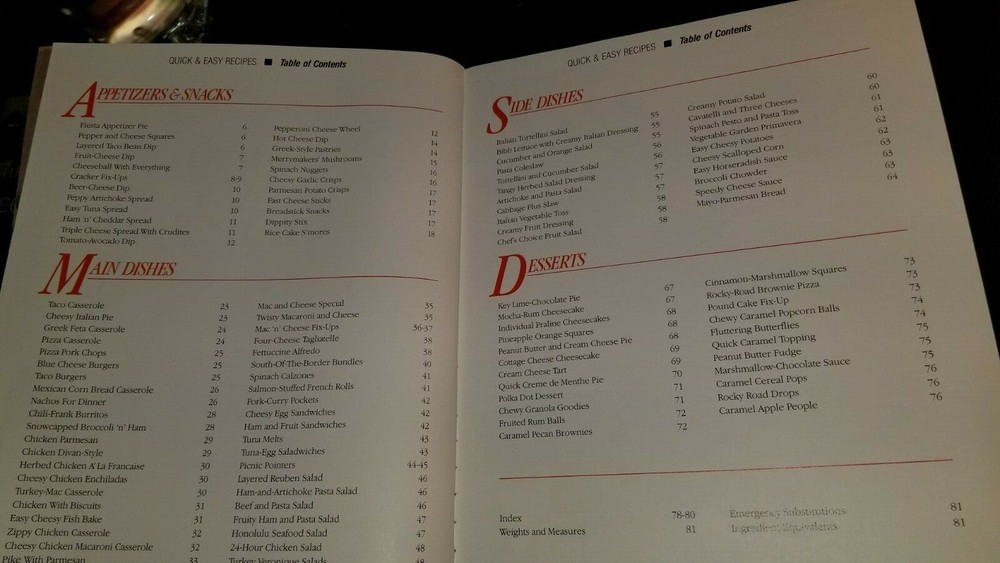 QUICK & EASY RECIPES ■ Table of Contents
APPETIZERS & SNACKS
Fiesta Appetizer Pie 6
Pepper and Cheese Squares 6
Layered Taco Bean Dip 6
Fruit-Cheese Dip 7
Cheeseball With Everything 7
Cracker Fix-Ups 8-9
Beer-Cheese Dip 10
Peppy Artichoke Spread 10
Easy Tuna Spread 10
Ham 'n' Cheddar Spread 11
Triple Cheese Spread With Crudites 11
Tomato-Avocado Dip 12
Pepperoni Cheese Wheel 12
Hot Cheese Dip 14
Greek-Style Pastries 14
Merrymakers' Mushrooms 15
Spinach Nuggets 16
Cheesy Garlic Crisps 16
Parmesan Potato Crisps 17
Fast Cheese Sticks 17
Breadstick Snacks 17
Dippity Stix 17
Rice Cake S'mores 18
MAIN DISHES
Taco Casserole 23
Cheesy Italian Pie 23
Greek Feta Casserole 24
Pizza Casserole 24
Pizza Pork Chops 25
Blue Cheese Burgers 25
Taco Burgers 25
Mexican Corn Bread Casserole 26
Nachos For Dinner 26
Chili-Frank Burritos 28
Snowcapped Broccoli 'n' Ham 28
Chicken Parmesan 29
Chicken Divan-Style 29
Herbed Chicken A'La Francaise 30
Cheesy Chicken Enchiladas 30
Turkey-Mac Casserole 30
Chicken With Biscuits 31
Easy Cheesy Fish Bake 31
Zippy Chicken Casserole 32
Cheesy Chicken Macaroni Casserole 32
Pike With Parmesan 33
Mac and Cheese Special 35
Twisty Macaroni and Cheese 35
Mac 'n' Cheese Fix-Ups 36-37
Four-Cheese Tagliatelle 38
Fettuccine Alfredo 38
South-Of-The-Border Bundles 40
Spinach Calzones 41
Salmon-Stuffed French Rolls 41
Pork-Curry Pockets 42
Cheesy Egg Sandwiches 42
Ham and Fruit Sandwiches 42
Tuna Melts 43
Tuna-Egg Saladwiches 43
Picnic Pointers 44-45
Layered Reuben Salad 46
Ham-and-Artichoke Pasta Salad 46
Beef and Pasta Salad 46
Fruity Ham and Pasta Salad 47
Honolulu Seafood Salad 47
24-Hour Chicken Salad 48
Turkey Veronique Salads 48
QUICK & EASY RECIPES ■ Table of Contents
SIDE DISHES
Italian Tortellini Salad 55
Bibb Lettuce with Creamy Italian Dressing 55
Cucumber and Orange Salad 55
Pasta Coleslaw 56
Tortellini and Cucumber Salad 56
Tangy Herbed Salad Dressing 57
Artichoke and Pasta Salad 57
Cabbage Plus Slaw 57
Italian Vegetable Toss 58
Creamy Fruit Dressing 58
Chef's Choice Fruit Salad 58
Creamy Potato Salad 60
Cavatelli and Three Cheeses 60
Spinach Pesto and Pasta Toss 61
Vegetable Garden Primavera 61
Easy Cheesy Potatoes 62
Cheesy Scalloped Corn 62
Easy Horseradish Sauce 63
Broccoli Chowder 63
Speedy Cheese Sauce 63
Mayo-Parmesan Bread 64
DESSERTS
Key Lime-Chocolate Pie 67
Mocha-Rum Cheesecake 67
Individual Praline Cheesecakes 68
Pineapple Orange Squares 68
Peanut Butter and Cream Cheese Pie 68
Cottage Cheese Cheesecake 69
Cream Cheese Tart 69
Quick Creme de Menthe Pie 70
Polka Dot Dessert 71
Chewy Granola Goodies 71
Fruited Rum Balls 72
Caramel Pecan Brownies 72
Cinnamon-Marshmallow Squares 73
Rocky-Road Brownie Pizza 73
Pound Cake Fix-Up 73
Chewy Caramel Popcorn Balls 74
Fluttering Butterflies 74
Quick Caramel Topping 75
Peanut Butter Fudge 75
Marshmallow-Chocolate Sauce 75
Caramel Cereal Pops 76
Rocky Road Drops 76
Caramel Apple People 76
Index 78-80
Weights and Measures 81
Emergency Substitutions 81
Ingredient Equivalents 81